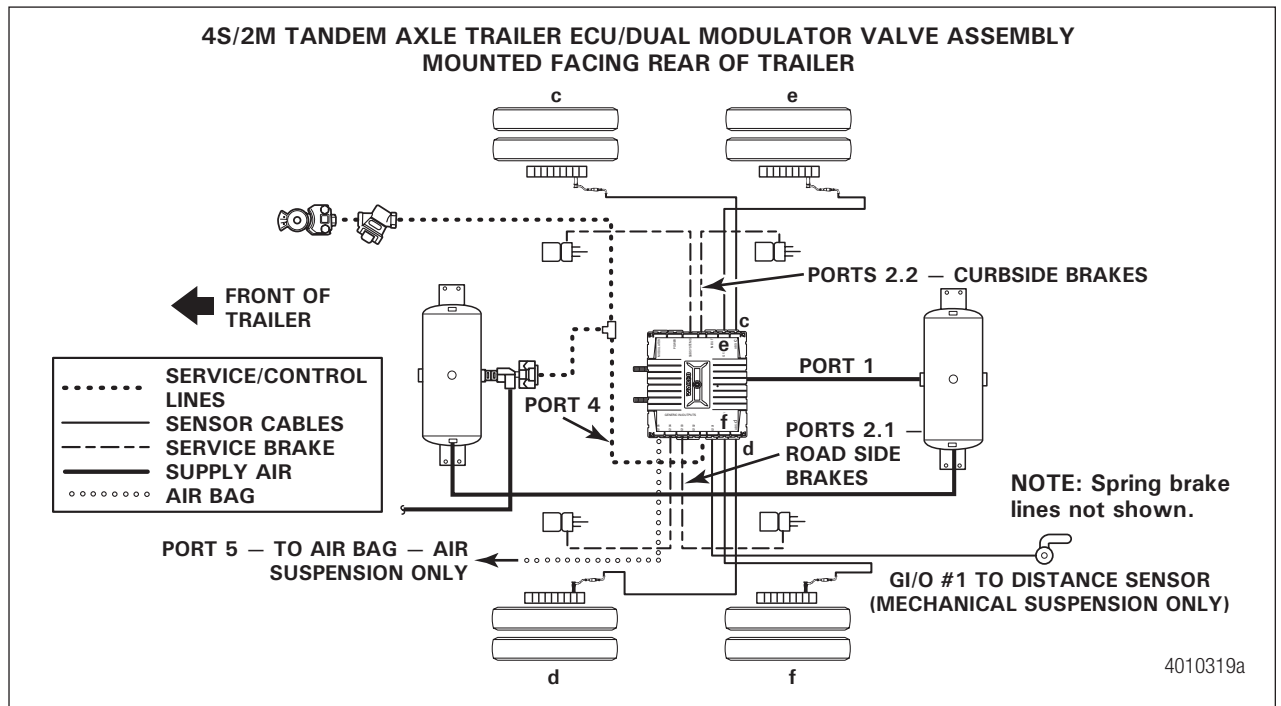 4S/2M TANDEM AXLE TRAILER ECU/DUAL MODULATOR VALVE ASSEMBLY
MOUNTED FACING REAR OF TRAILER
c
e
PORTS 2.2 — CURBSIDE BRAKES
FRONT OF
TRAILER
c
e
PORT 1
SERVICE/CONTROL
LINES
SENSOR CABLES
SERVICE BRAKE
SUPPLY AIR
AIR BAG
PORT 4
f
d
PORTS 2.1 —
ROAD SIDE
BRAKES
NOTE: Spring brake
lines not shown.
PORT 5 — TO AIR BAG — AIR
SUSPENSION ONLY
GI/O #1 TO DISTANCE SENSOR
(MECHANICAL SUSPENSION ONLY)
d
f
4010319a